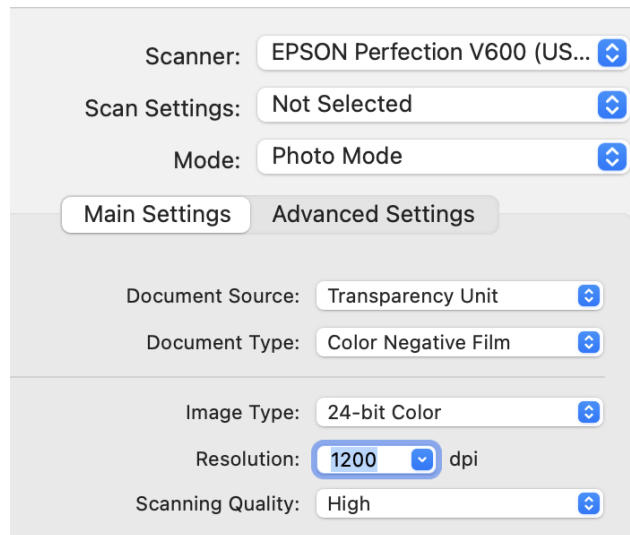 Scanner: EPSON Perfection V600 (US...
Scan Settings: Not Selected
Mode: Photo Mode
Main Settings Advanced Settings
Document Source: Transparency Unit
Document Type: Color Negative Film
Image Type: 24-bit Color
Resolution: 1200 dpi
Scanning Quality: High